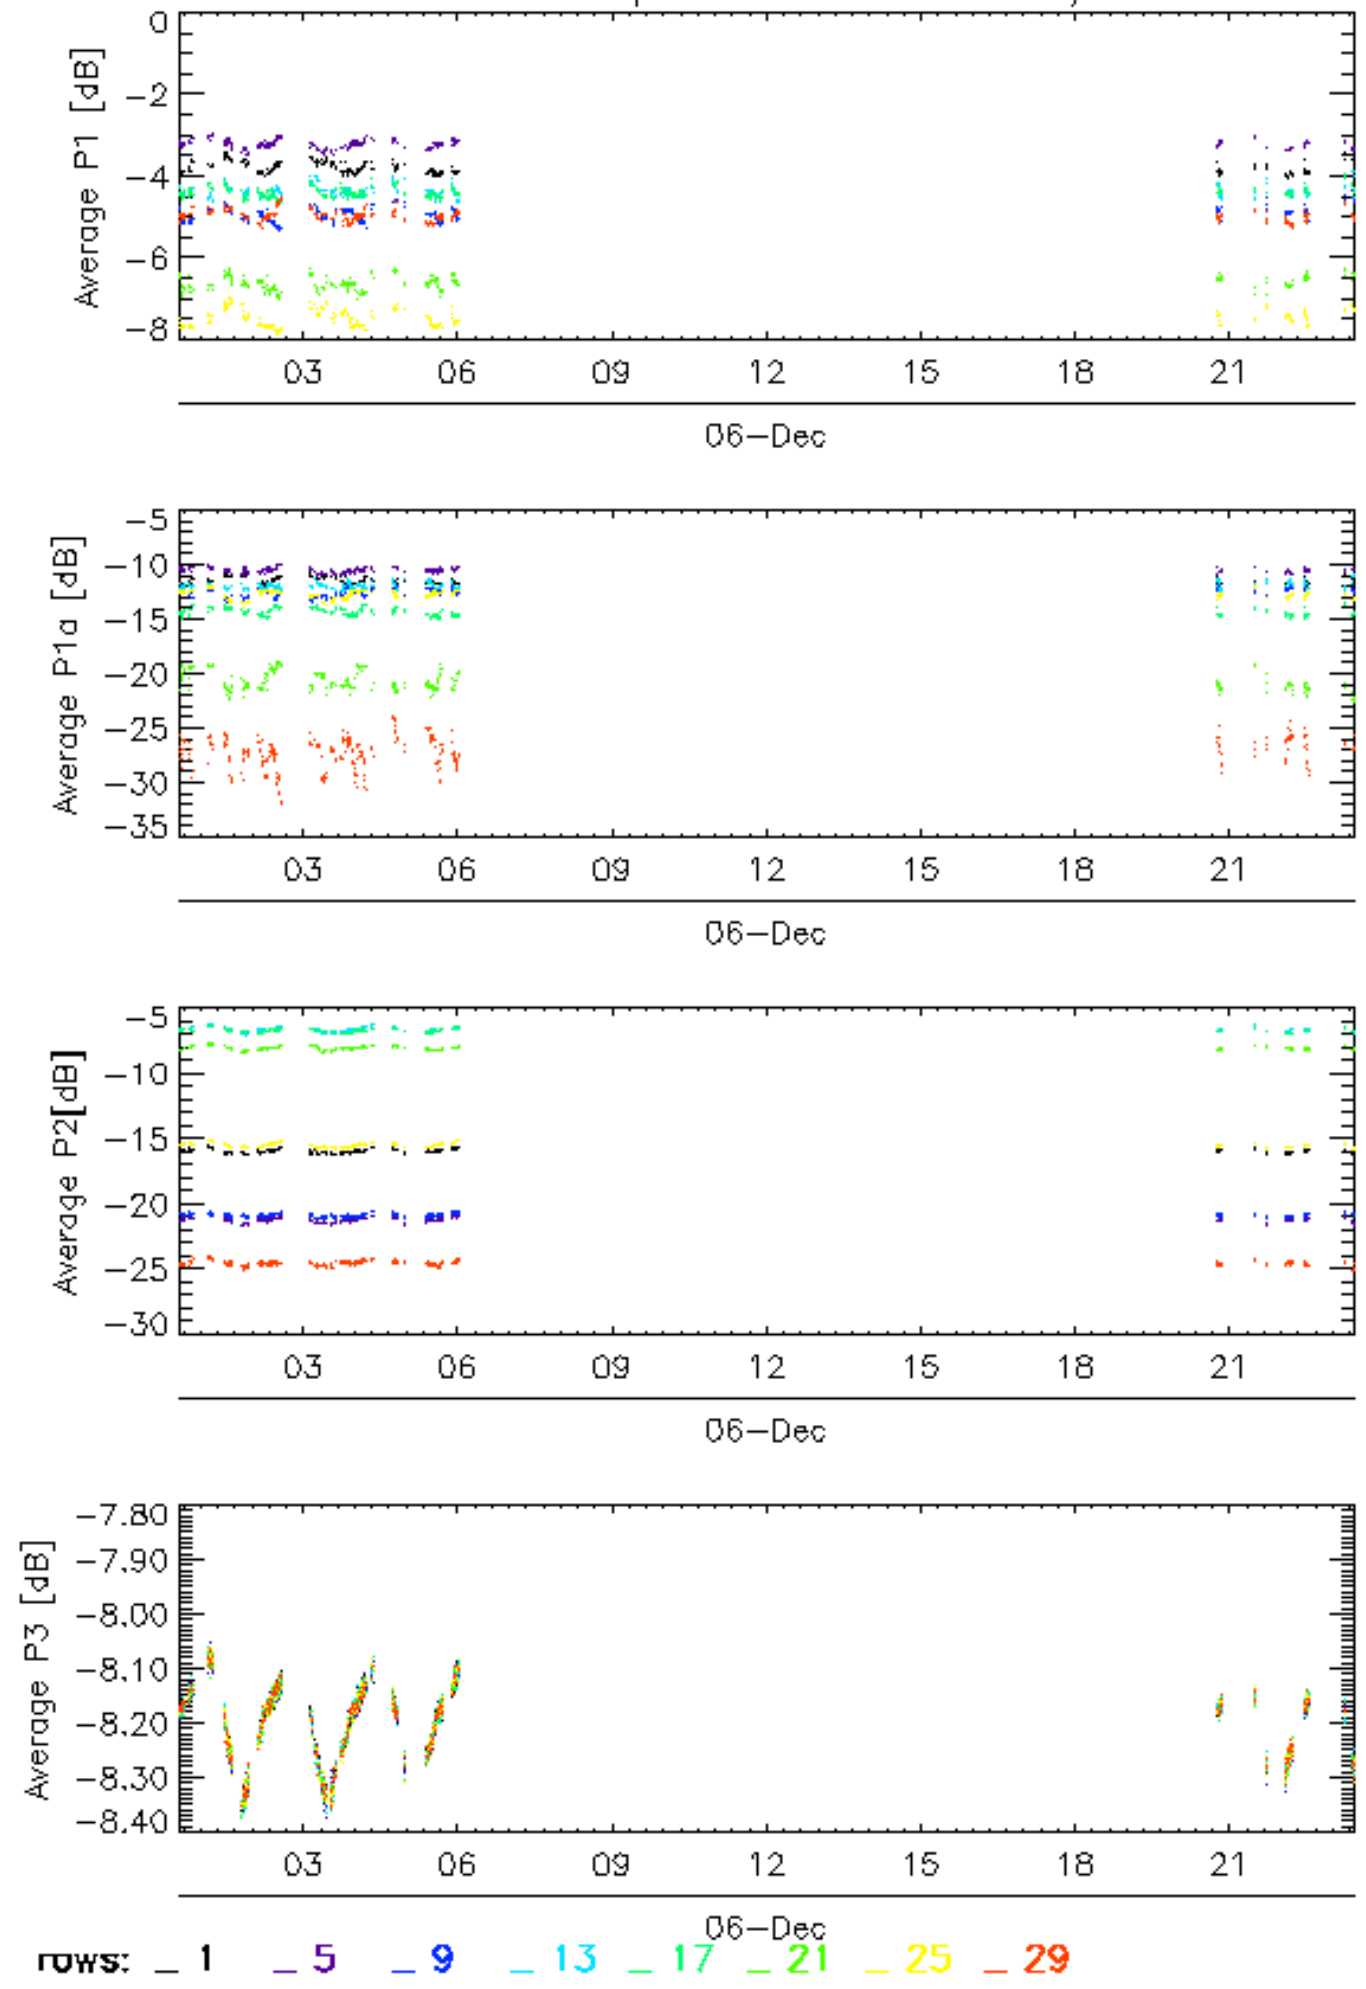 Average P1 [dB]
0
−2
−4
−6
−8
03 06 09 12 15 18 21
06−Dec
Average P1a [dB]
−5
−10
−15
−20
−25
−30
−35
03 06 09 12 15 18 21
06−Dec
Average P2[dB]
−5
−10
−15
−20
−25
−30
03 06 09 12 15 18 21
06−Dec
Average P3 [dB]
−7.80
−7.90
−8.00
−8.10
−8.20
−8.30
−8.40
03 06 09 12 15 18 21
06−Dec
rows: _ 1 _ 5 _ 9 _ 13 _ 17 _ 21 _ 25 _ 29